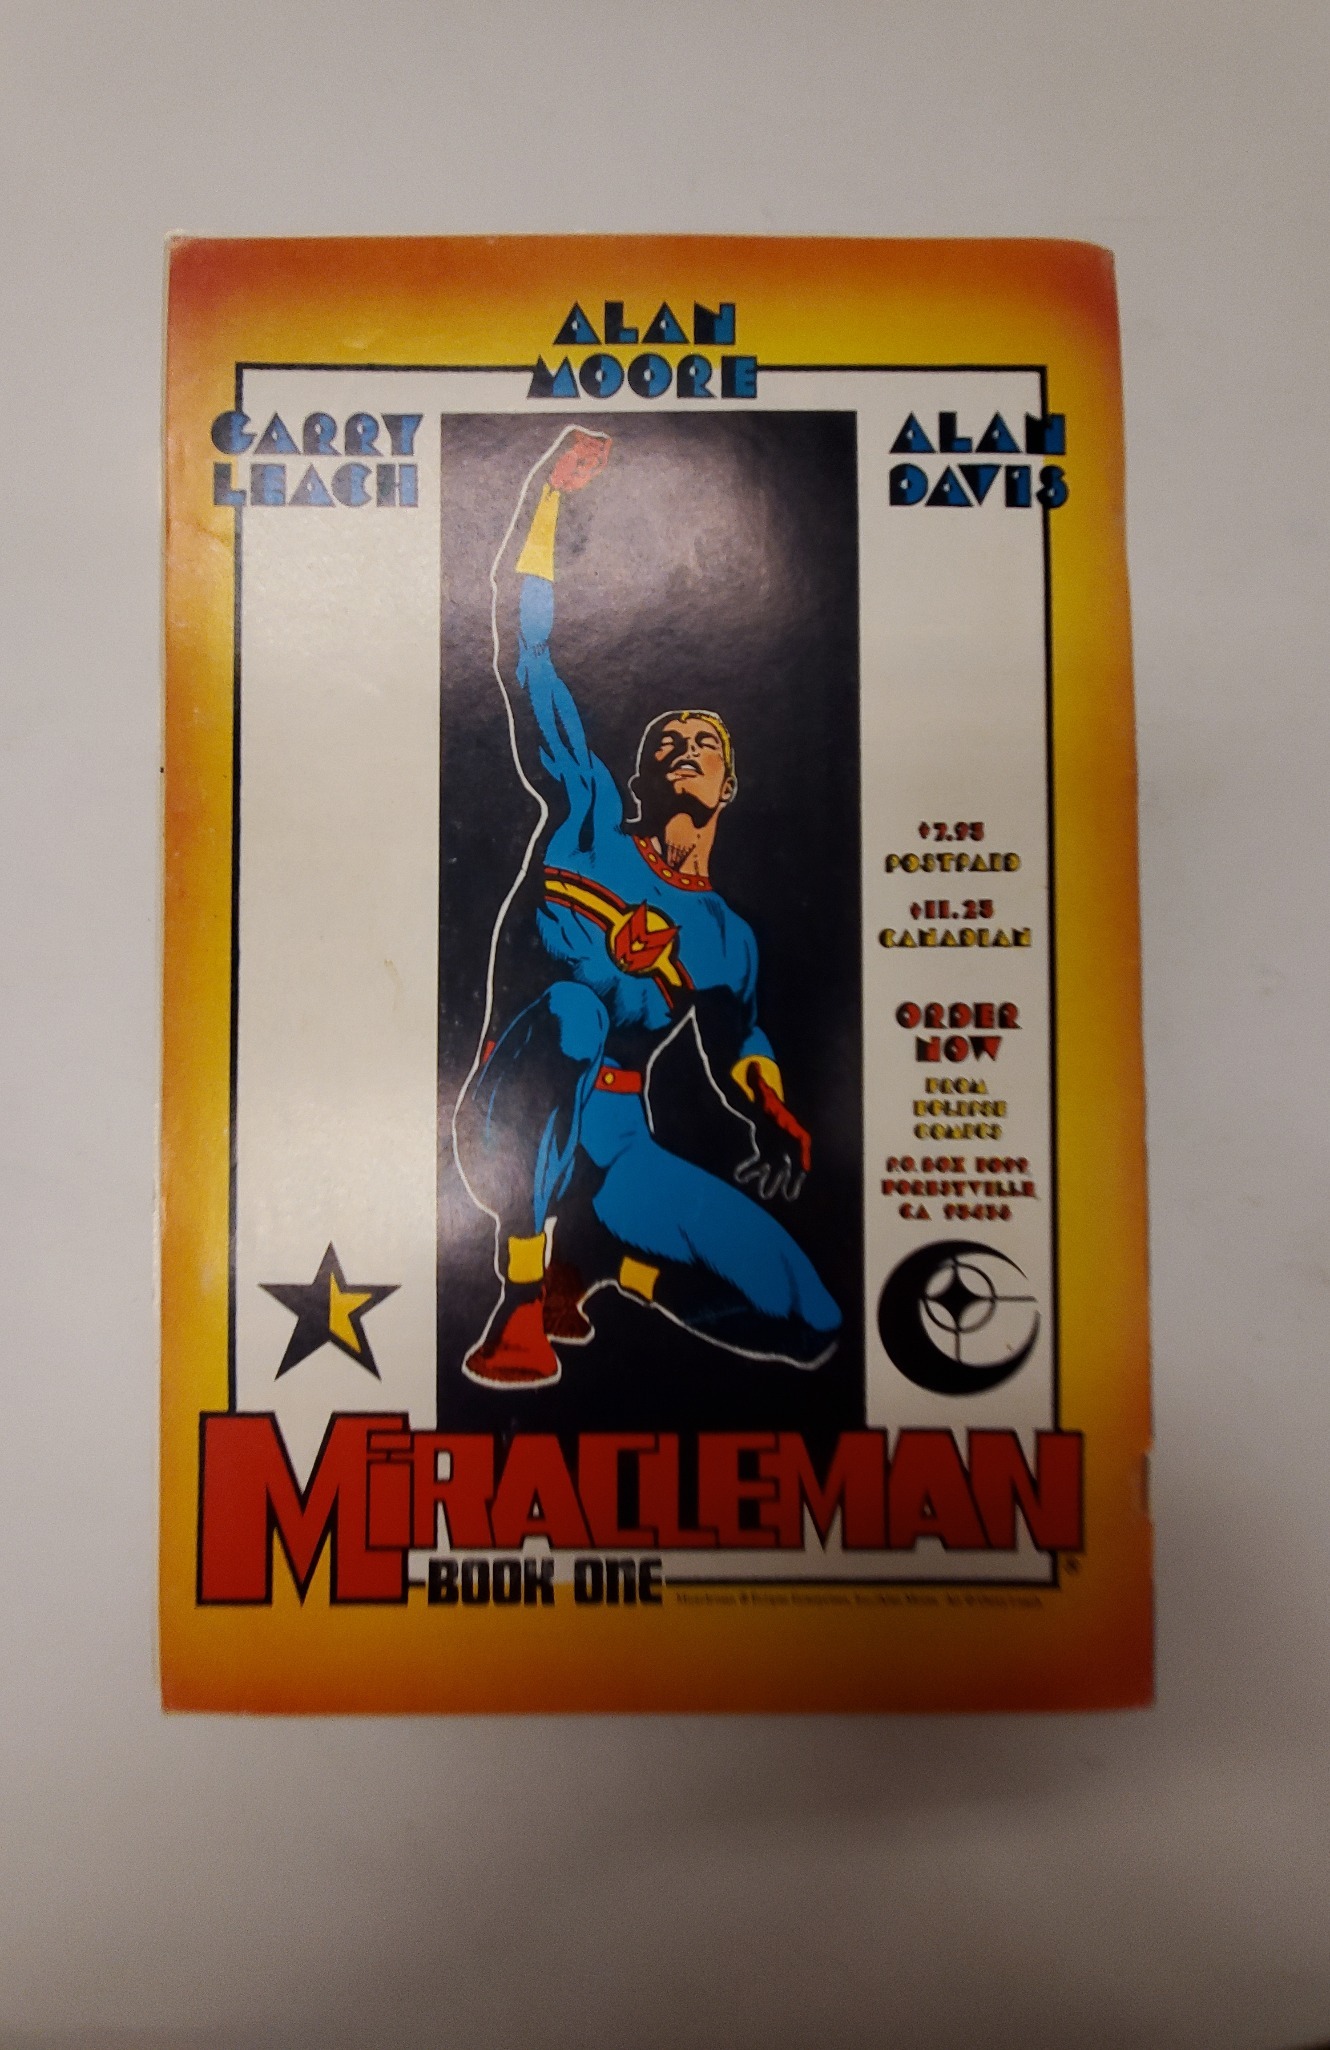 ALAN
MOORE
GARRY
LEACH
ALAN
DAVIS
$7.95
POSTPAID
$11.25
CANADIAN
ORDER
NOW
FROM
ECLIPSE
COMICS
P.O. BOX 1099
FORESTVILLE
CA 95436
MIRACLEMAN
BOOK ONE